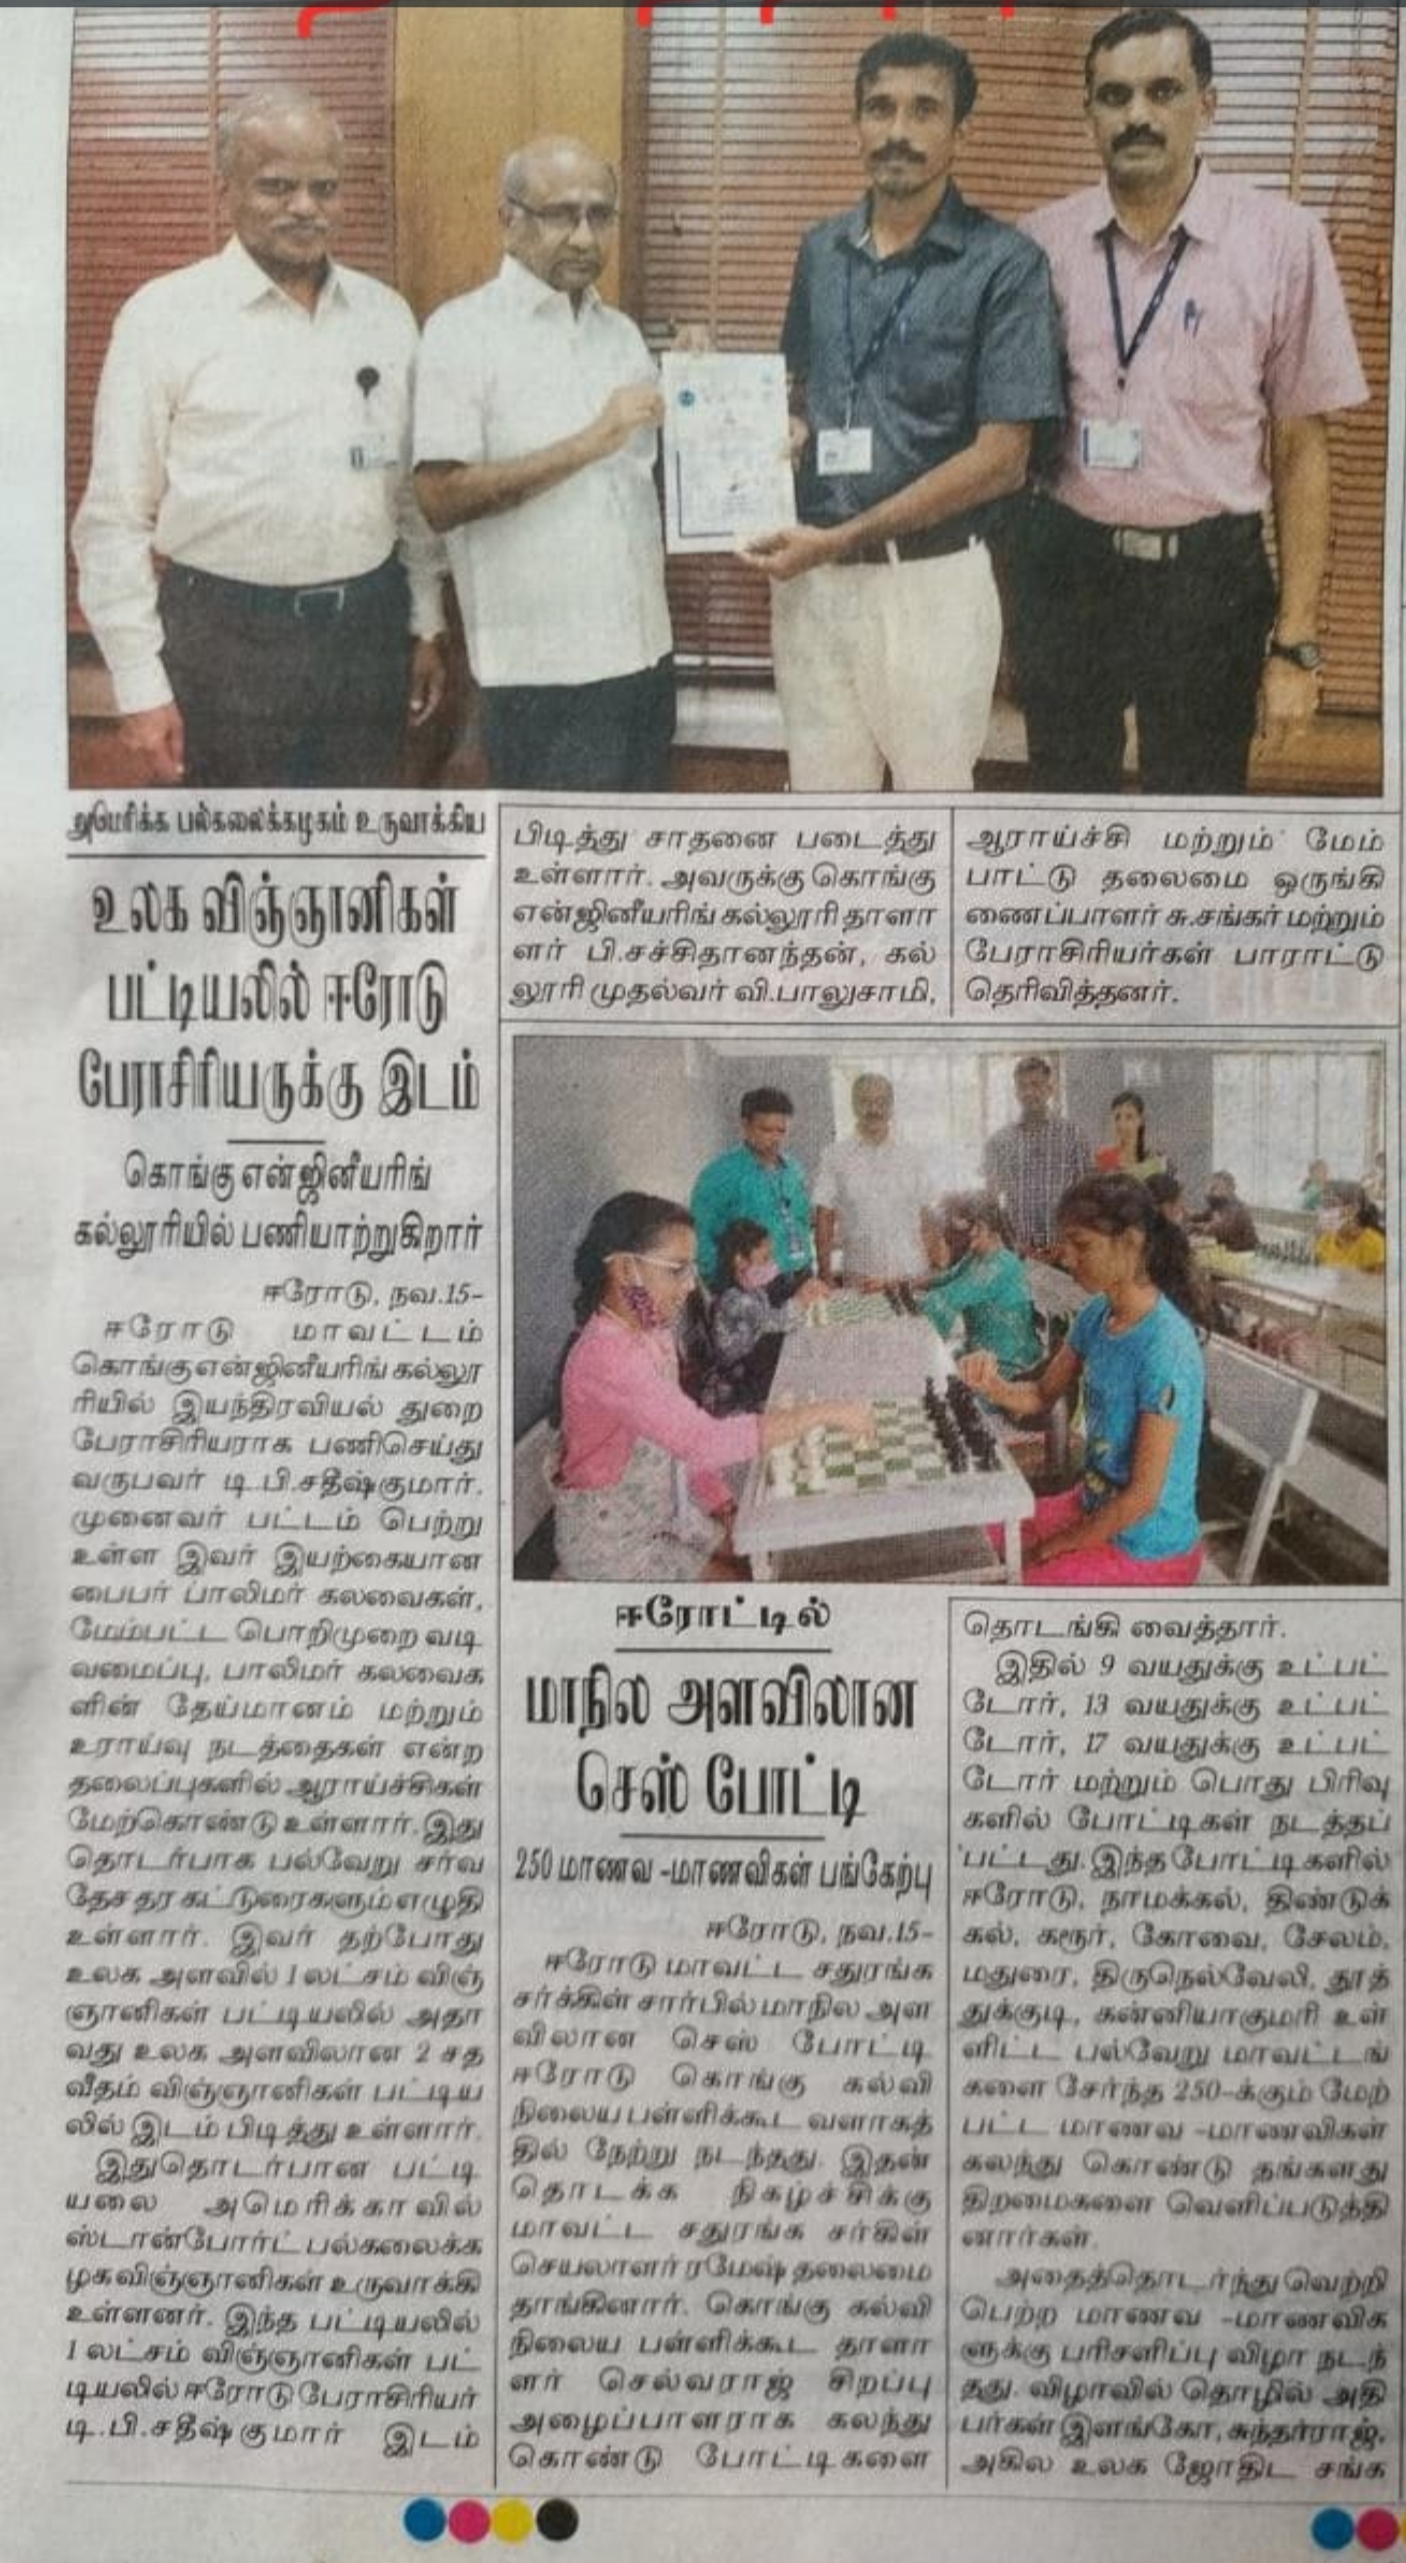 அமெரிக்க பல்கலைக்கழகம் உருவாக்கிய
உலக விஞ்ஞானிகள்
பட்டியலில் ஈரோடு
பேராசிரியருக்கு இடம்
கொங்கு என்ஜினீயரிங்
கல்லூரியில் பணியாற்றுகிறார்
ஈரோடு, நவ.15-
ஈரோடு மாவட்டம்
கொங்கு என்ஜினீயரிங் கல்லூ
ரியில் இயந்திரவியல் துறை
பேராசிரியராக பணிசெய்து
வருபவர் டி.பி.சதீஷ்குமார்.
முனைவர் பட்டம் பெற்று
உள்ள இவர் இயற்கையான
பைபர் பாலிமர் கலவைகள்,
மேம்பட்ட பொறிமுறை வடி
வமைப்பு, பாலிமர் கலவைக
ளின் தேய்மானம் மற்றும்
உராய்வு நடத்தைகள் என்ற
தலைப்புகளில் ஆராய்ச்சிகள்
மேற்கொண்டு உள்ளார். இது
தொடர்பாக பல்வேறு சர்வ
தேச தர கட்டுரைகளும் எழுதி
உள்ளார். இவர் தற்போது
உலக அளவில் 1 லட்சம் விஞ்
ஞானிகள் பட்டியலில் அதா
வது உலக அளவிலான 2 சத
வீதம் விஞ்ஞானிகள் பட்டிய
லில் இடம் பிடித்து உள்ளார்.
இதுதொடர்பான பட்டி
யலை அமெரிக்காவில்
ஸ்டான்போர்ட் பல்கலைக்க
ழக விஞ்ஞானிகள் உருவாக்கி
உள்ளனர். இந்த பட்டியலில்
1 லட்சம் விஞ்ஞானிகள் பட்
டியலில் ஈரோடு பேராசிரியர்
டி.பி.சதீஷ்குமார் இடம்
பிடித்து சாதனை படைத்து
உள்ளார். அவருக்கு கொங்கு
என்ஜினீயரிங் கல்லூரி தாளா
ளர் பி.சச்சிதானந்தன், கல்
லூரி முதல்வர் வி.பாலுசாமி,
ஆராய்ச்சி மற்றும் மேம்
பாட்டு தலைமை ஒருங்கி
ணைப்பாளர் சு.சங்கர் மற்றும்
பேராசிரியர்கள் பாராட்டு
தெரிவித்தனர்.
ஈரோட்டில்
மாநில அளவிலான
செஸ் போட்டி
250 மாணவ -மாணவிகள் பங்கேற்பு
ஈரோடு, நவ.15-
ஈரோடு மாவட்ட சதுரங்க
சர்க்கிள் சார்பில் மாநில அள
விலான செஸ் போட்டி
ஈரோடு கொங்கு கல்வி
நிலைய பள்ளிக்கூட வளாகத்
தில் நேற்று நடந்தது. இதன்
தொடக்க நிகழ்ச்சிக்கு
மாவட்ட சதுரங்க சர்கிள்
செயலாளர் ரமேஷ் தலைமை
தாங்கினார். கொங்கு கல்வி
நிலைய பள்ளிக்கூட தாளா
ளர் செல்வராஜ் சிறப்பு
அழைப்பாளராக கலந்து
கொண்டு போட்டிகளை
தொடங்கி வைத்தார்.
இதில் 9 வயதுக்கு உட்பட்
டோர், 13 வயதுக்கு உட்பட்
டோர், 17 வயதுக்கு உட்பட்
டோர் மற்றும் பொது பிரிவு
களில் போட்டிகள் நடத்தப்
பட்டது. இந்த போட்டிகளில்
ஈரோடு, நாமக்கல், திண்டுக்
கல், கரூர், கோவை, சேலம்,
மதுரை, திருநெல்வேலி, தூத்
துக்குடி, கன்னியாகுமரி உள்
ளிட்ட பல்வேறு மாவட்டங்
களை சேர்ந்த 250-க்கும் மேற்
பட்ட மாணவ -மாணவிகள்
கலந்து கொண்டு தங்களது
திறமைகளை வெளிப்படுத்தி
னார்கள்.
அதைத்தொடர்ந்து வெற்றி
பெற்ற மாணவ -மாணவிக
ளுக்கு பரிசளிப்பு விழா நடந்
தது. விழாவில் தொழில் அதி
பர்கள் இளங்கோ, சுந்தர்ராஜ்,
அகில உலக ஜோதிட சங்க